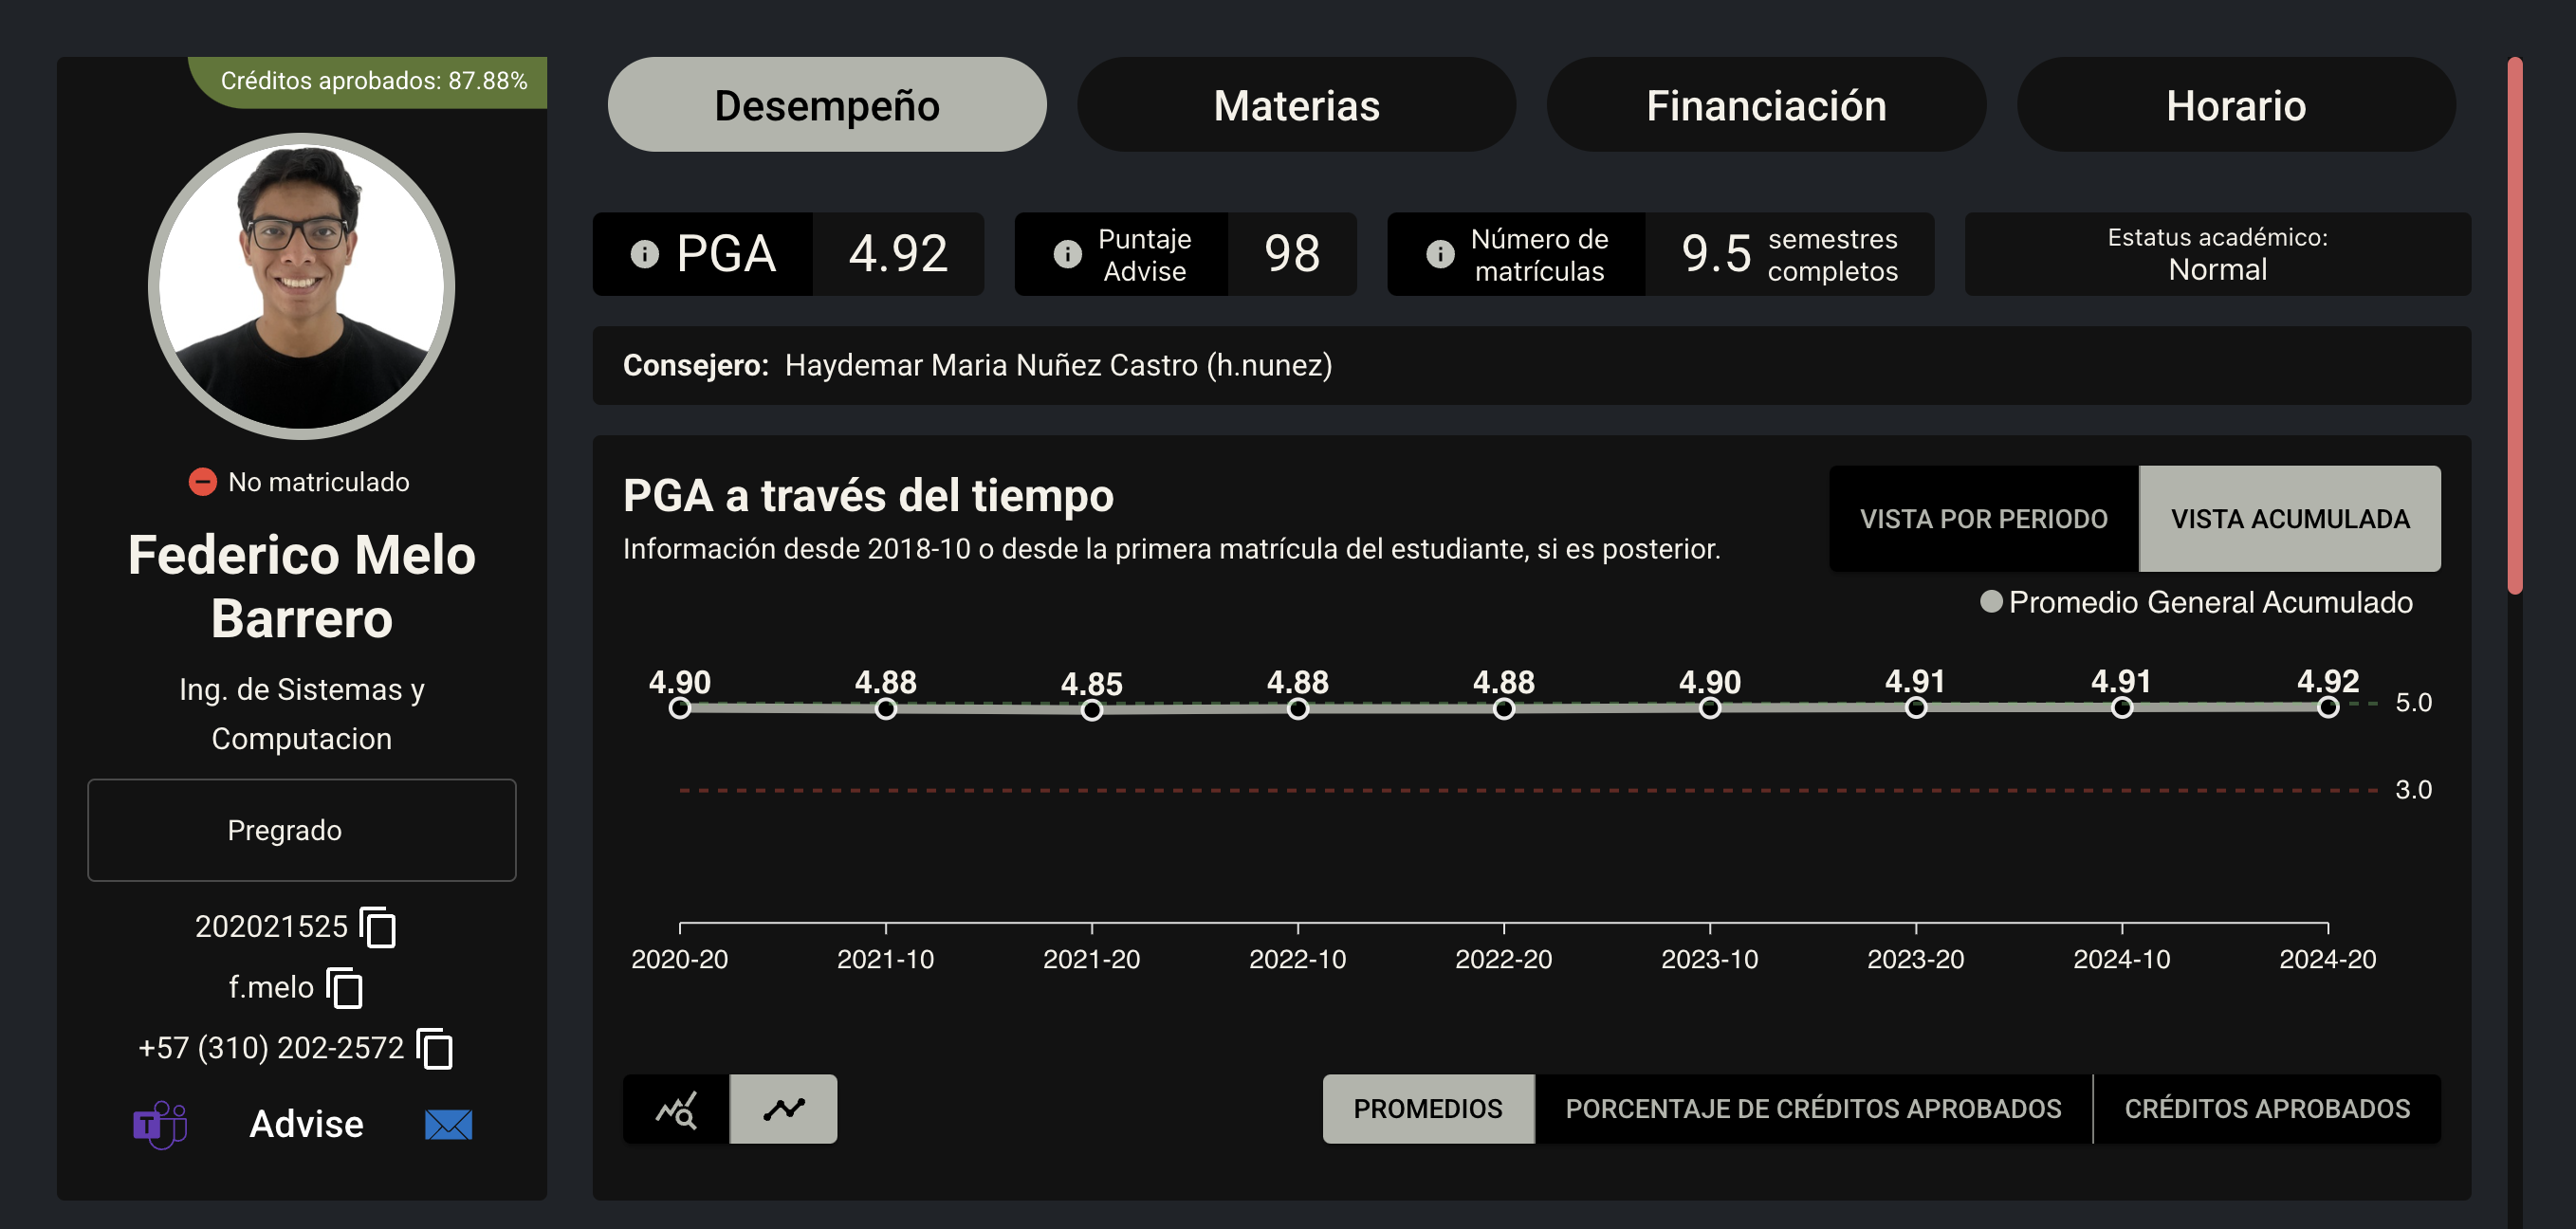 Créditos aprobados: 87.88%
No matriculado
Federico Melo
Barrero
Ing. de Sistemas y
Computacion
Pregrado
202021525
f.melo
+57 (310) 202-2572
T
Advise
Desempeño
Materias
Financiación
Horario
PGA
4.92
Puntaje
Advise
98
Número de
matrículas
9.5
semestres
completos
Estatus académico:
Normal
Consejero: Haydemar Maria Nuñez Castro (h.nunez)
PGA a través del tiempo
Información desde 2018-10 o desde la primera matrícula del estudiante, si es posterior.
VISTA POR PERIODO
VISTA ACUMULADA
Promedio General Acumulado
4.90 4.88 4.85 4.88 4.88 4.90 4.91 4.91 4.92
5.0
3.0
2020-20 2021-10 2021-20 2022-10 2022-20 2023-10 2023-20 2024-10 2024-20
PROMEDIOS
PORCENTAJE DE CRÉDITOS APROBADOS
CRÉDITOS APROBADOS